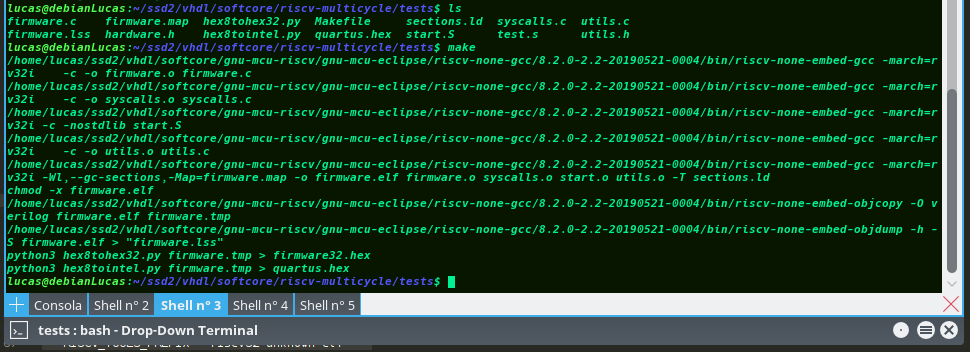 lucas@debianLucas:~/ssd2/vhdl/softcore/riscv-multicycle/tests$ ls
firmware.c    firmware.map  hex8tohex32.py  Makefile     sections.ld  syscalls.c  utils.c
firmware.lss  hardware.h    hex8tointel.py  quartus.hex  start.S      test.s      utils.h
lucas@debianLucas:~/ssd2/vhdl/softcore/riscv-multicycle/tests$ make
/home/lucas/ssd2/vhdl/softcore/gnu-mcu-riscv/gnu-mcu-eclipse/riscv-none-gcc/8.2.0-2.2-20190521-0004/bin/riscv-none-embed-gcc -march=r
v32i    -c -o firmware.o firmware.c
/home/lucas/ssd2/vhdl/softcore/gnu-mcu-riscv/gnu-mcu-eclipse/riscv-none-gcc/8.2.0-2.2-20190521-0004/bin/riscv-none-embed-gcc -march=r
v32i    -c -o syscalls.o syscalls.c
/home/lucas/ssd2/vhdl/softcore/gnu-mcu-riscv/gnu-mcu-eclipse/riscv-none-gcc/8.2.0-2.2-20190521-0004/bin/riscv-none-embed-gcc -march=r
v32i -c -nostdlib start.S
/home/lucas/ssd2/vhdl/softcore/gnu-mcu-riscv/gnu-mcu-eclipse/riscv-none-gcc/8.2.0-2.2-20190521-0004/bin/riscv-none-embed-gcc -march=r
v32i    -c -o utils.o utils.c
/home/lucas/ssd2/vhdl/softcore/gnu-mcu-riscv/gnu-mcu-eclipse/riscv-none-gcc/8.2.0-2.2-20190521-0004/bin/riscv-none-embed-gcc -march=r
v32i -Wl,--gc-sections,-Map=firmware.map -o firmware.elf firmware.o syscalls.o start.o utils.o -T sections.ld
chmod -x firmware.elf
/home/lucas/ssd2/vhdl/softcore/gnu-mcu-riscv/gnu-mcu-eclipse/riscv-none-gcc/8.2.0-2.2-20190521-0004/bin/riscv-none-embed-objcopy -O v
erilog firmware.elf firmware.tmp
/home/lucas/ssd2/vhdl/softcore/gnu-mcu-riscv/gnu-mcu-eclipse/riscv-none-gcc/8.2.0-2.2-20190521-0004/bin/riscv-none-embed-objdump -h -
S firmware.elf > "firmware.lss"
python3 hex8tohex32.py firmware.tmp > firmware32.hex
python3 hex8tointel.py firmware.tmp > quartus.hex
lucas@debianLucas:~/ssd2/vhdl/softcore/riscv-multicycle/tests$
Consola Shell n° 2 Shell n° 3 Shell n° 4 Shell n° 5
tests : bash - Drop-Down Terminal